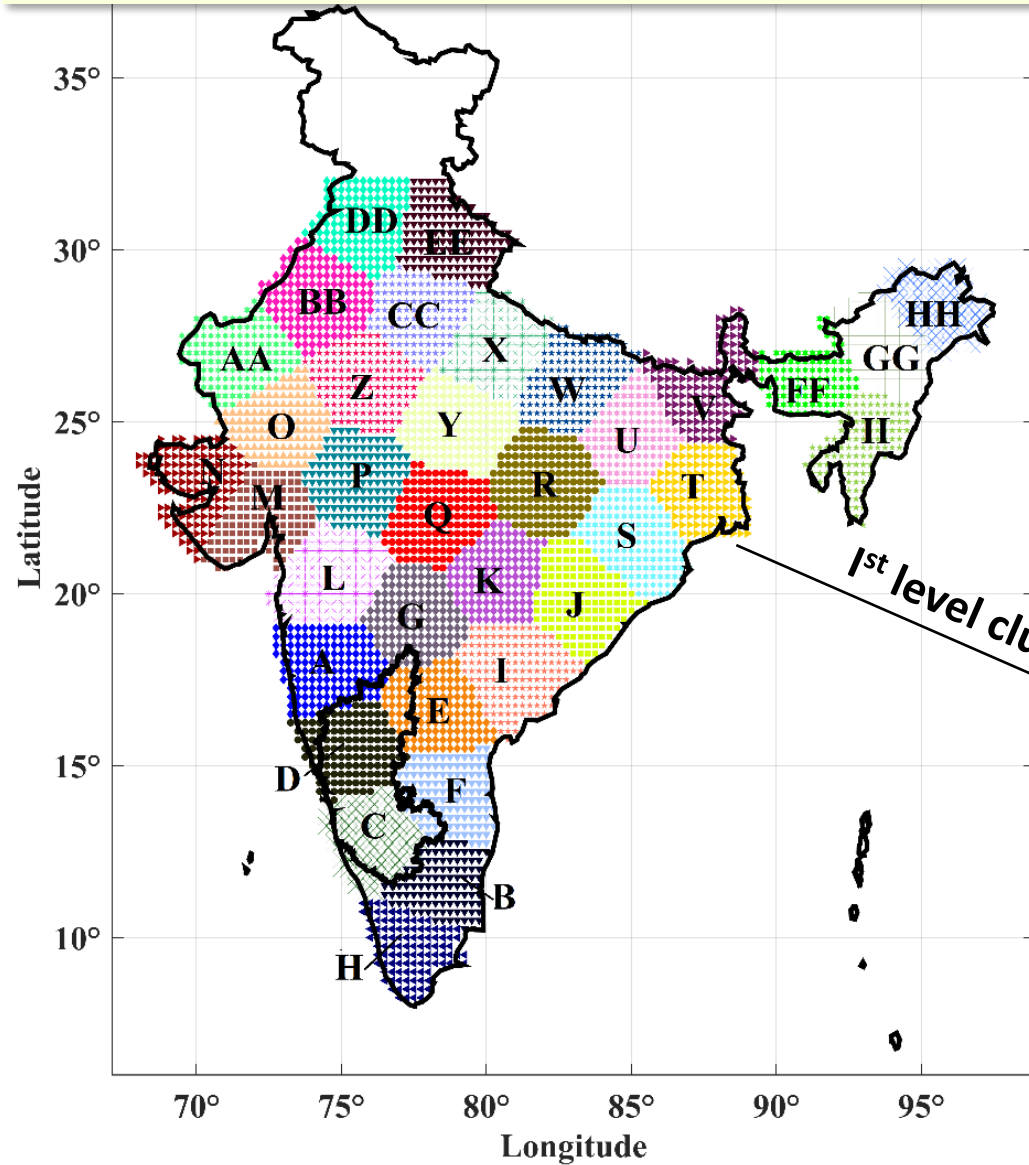 35°
DD
EE
30°
BB
CC
HH
AA
X
GG
Z
W
FF
V
O
Y
II
25°
U
N
P
R
T
M
Q
S
Latitude
L
K
J
20°
G
Iˢᵗ level clu
A
I
E
15°
D
F
C
B
10°
H
70°
75°
80°
85°
90°
95°
Longitude